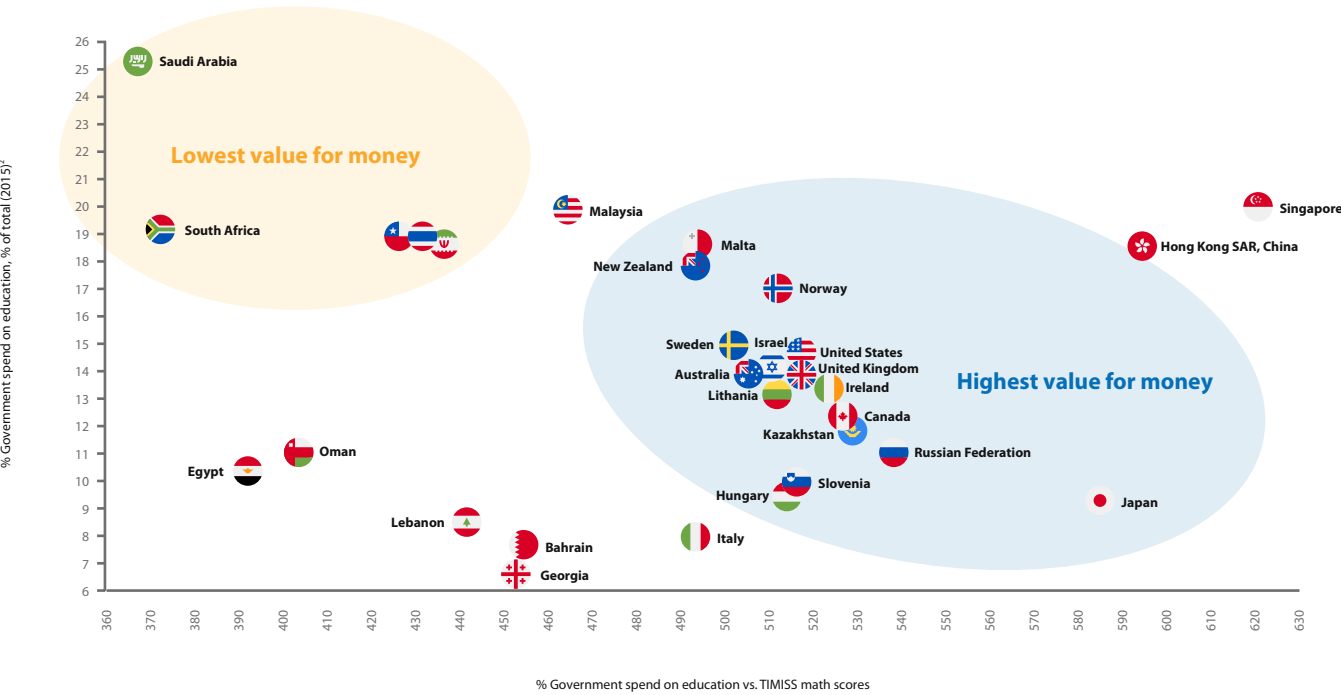 % Government spend on education, % of total (2015)²
26
25
24
23
22
21
20
19
18
17
16
15
14
13
12
11
10
9
8
7
6
Saudi Arabia
Lowest value for money
South Africa
Malaysia
Singapore
Malta
Hong Kong SAR, China
New Zealand
Norway
Sweden
Israel
United States
Australia
United Kingdom
Ireland
Lithania
Highest value for money
Canada
Kazakhstan
Russian Federation
Oman
Egypt
Slovenia
Hungary
Japan
Lebanon
Italy
Bahrain
Georgia
360 370 380 390 400 410 420 430 440 450 460 470 480 490 500 510 520 530 540 550 560 570 580 590 600 610 620 630
% Government spend on education vs. TIMISS math scores